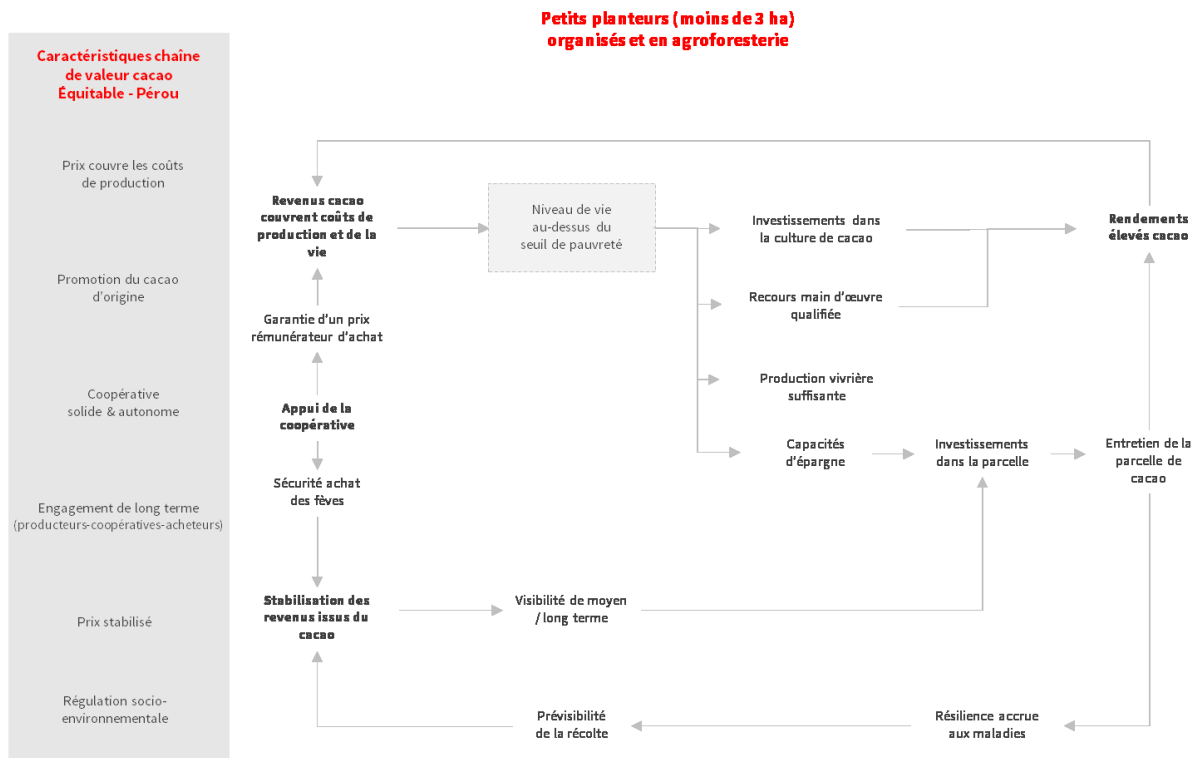 Petits planteurs (moins de 3 ha)
organisés et en agroforesterie
Caractéristiques chaîne
de valeur cacao
Équitable - Pérou
Prix couvre les coûts
de production
Promotion du cacao
d'origine
Coopérative
solide & autonome
Engagement de long terme
(producteurs-coopératives-acheteurs)
Prix stabilisé
Régulation socio-
environnementale
Revenus cacao
couvrent coûts de
production et de la
vie
Niveau de vie
au-dessus du
seuil de pauvreté
Investissements dans
la culture de cacao
Rendements
élevés cacao
Garantie d'un prix
rémunérateur d'achat
Recours main d'œuvre
qualifiée
Production vivrière
suffisante
Appui de la
coopérative
Capacités
d'épargne
Investissements
dans la parcelle
Entretien de la
parcelle de
cacao
Sécurité achat
des fèves
Stabilisation des
revenus issus du
cacao
Visibilité de moyen
/ long terme
Prévisibilité
de la récolte
Résilience accrue
aux maladies